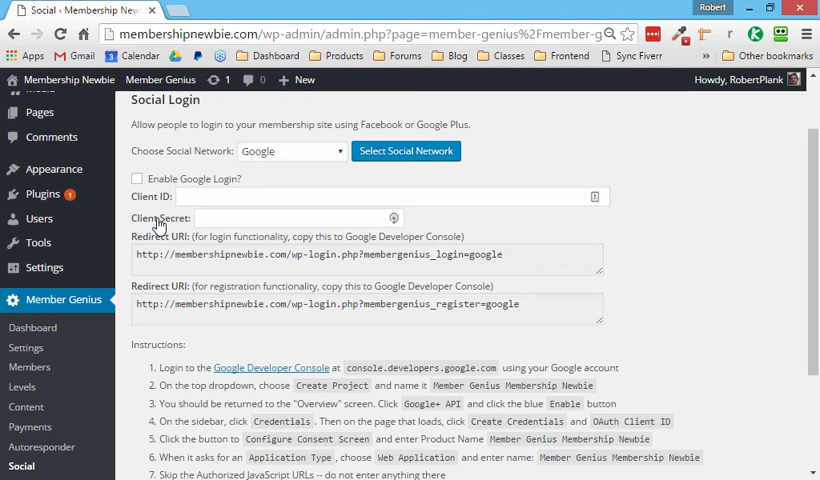 Social ‹ Membership New
Robert
membershipnewbie.com/wp-admin/admin.php?page=member-genius%2Fmember-g
Apps Gmail Calendar Dashboard Products Forums Blog Classes Frontend Sync Fiverr » Other bookmarks
Membership Newbie Member Genius 1 0 + New Howdy, RobertPlank
Pages
Comments
Appearance
Plugins 1
Users
Tools
Settings
Member Genius
Dashboard
Settings
Members
Levels
Content
Payments
Autoresponder
Social
Social Login
Allow people to login to your membership site using Facebook or Google Plus.
Choose Social Network: Google Select Social Network
Enable Google Login?
Client ID:
Client Secret:
Redirect URI: (for login functionality, copy this to Google Developer Console)
http://membershipnewbie.com/wp-login.php?membergenius_login=google
Redirect URI: (for registration functionality, copy this to Google Developer Console)
http://membershipnewbie.com/wp-login.php?membergenius_register=google
Instructions:
1. Login to the Google Developer Console at console.developers.google.com using your Google account
2. On the top dropdown, choose Create Project and name it Member Genius Membership Newbie
3. You should be returned to the "Overview" screen. Click Google+ API and click the blue Enable button
4. On the sidebar, click Credentials. Then on the page that loads, click Create Credentials and OAuth Client ID
5. Click the button to Configure Consent Screen and enter Product Name Member Genius Membership Newbie
6. When it asks for an Application Type, choose Web Application and enter name: Member Genius Membership Newbie
7. Skip the Authorized JavaScript URLs -- do not enter anything there